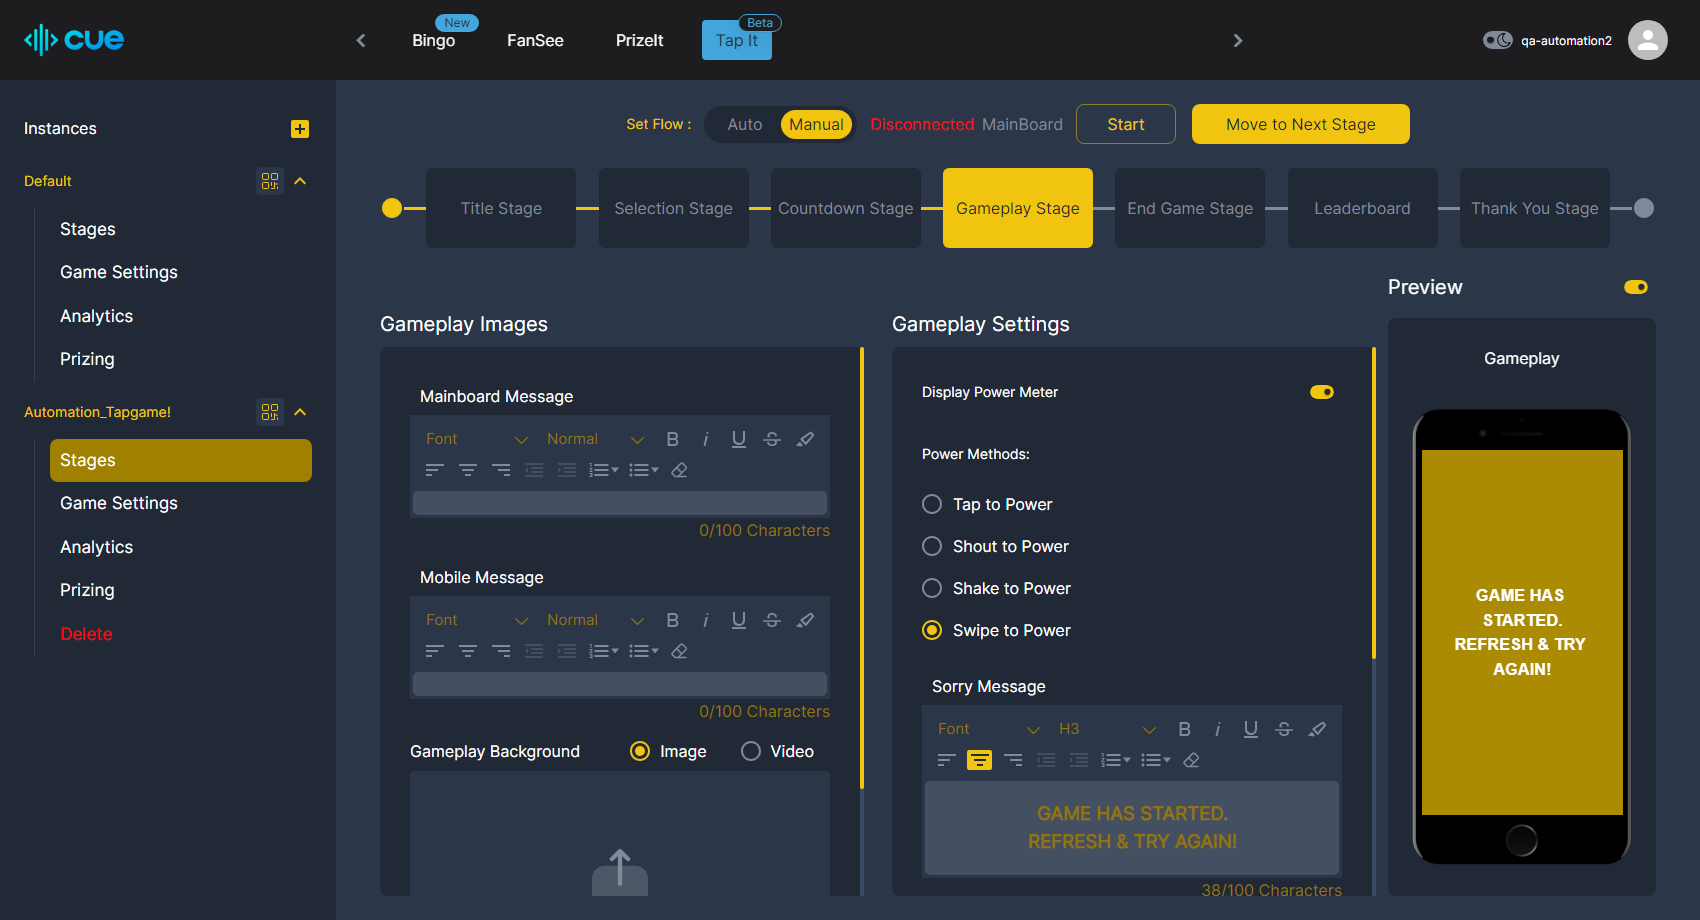 cue
New
Bingo
FanSee
PrizeIt
Beta
Tap It
qa-automation2
Instances
Default
Stages
Game Settings
Analytics
Prizing
Automation_Tapgame!
Stages
Game Settings
Analytics
Prizing
Delete
Set Flow :
Auto
Manual
Disconnected MainBoard
Start
Move to Next Stage
Title Stage
Selection Stage
Countdown Stage
Gameplay Stage
End Game Stage
Leaderboard
Thank You Stage
Gameplay Images
Mainboard Message
Font
Normal
B i U S
0/100 Characters
Mobile Message
Font
Normal
B i U S
0/100 Characters
Gameplay Background
Image
Video
Gameplay Settings
Display Power Meter
Power Methods:
Tap to Power
Shout to Power
Shake to Power
Swipe to Power
Sorry Message
Font
H3
B i U S
GAME HAS STARTED.
REFRESH & TRY AGAIN!
38/100 Characters
Preview
Gameplay
GAME HAS
STARTED.
REFRESH & TRY
AGAIN!